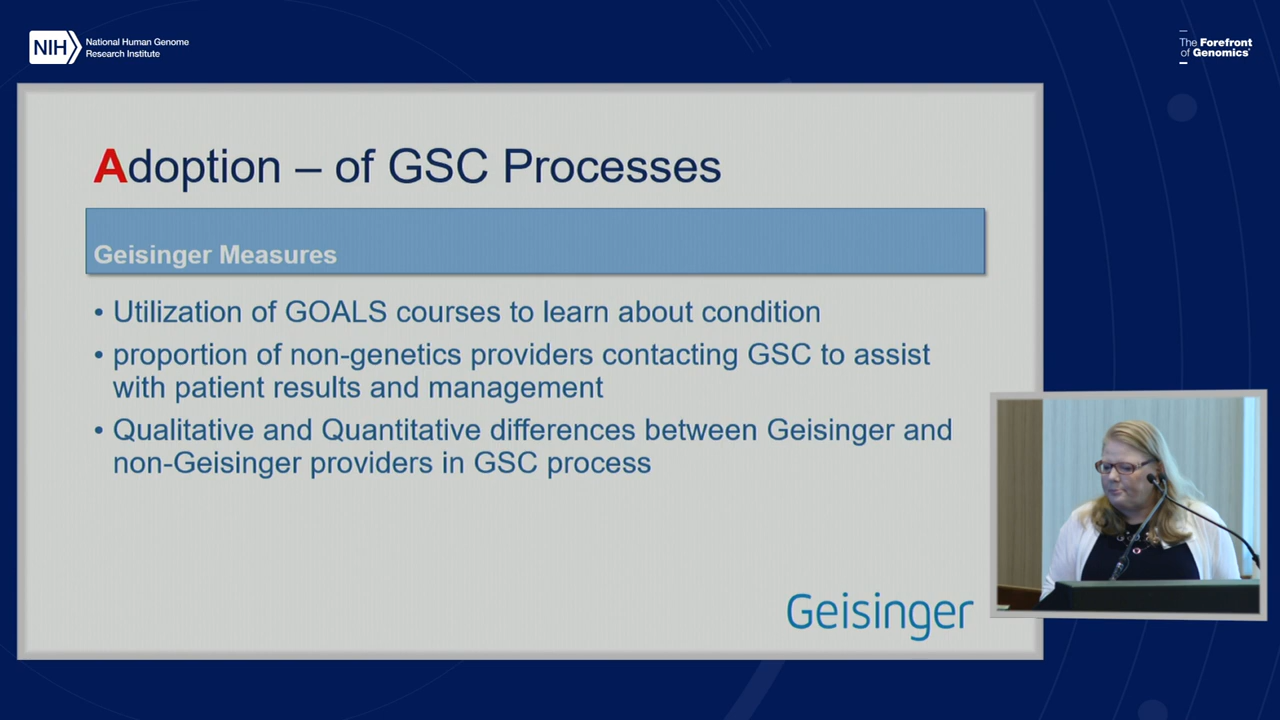 NIH
National Human Genome
Research Institute
The Forefront
of Genomics
Adoption – of GSC Processes
Geisinger Measures
• Utilization of GOALS courses to learn about condition
• proportion of non-genetics providers contacting GSC to assist
with patient results and management
• Qualitative and Quantitative differences between Geisinger and
non-Geisinger providers in GSC process
Geisinger